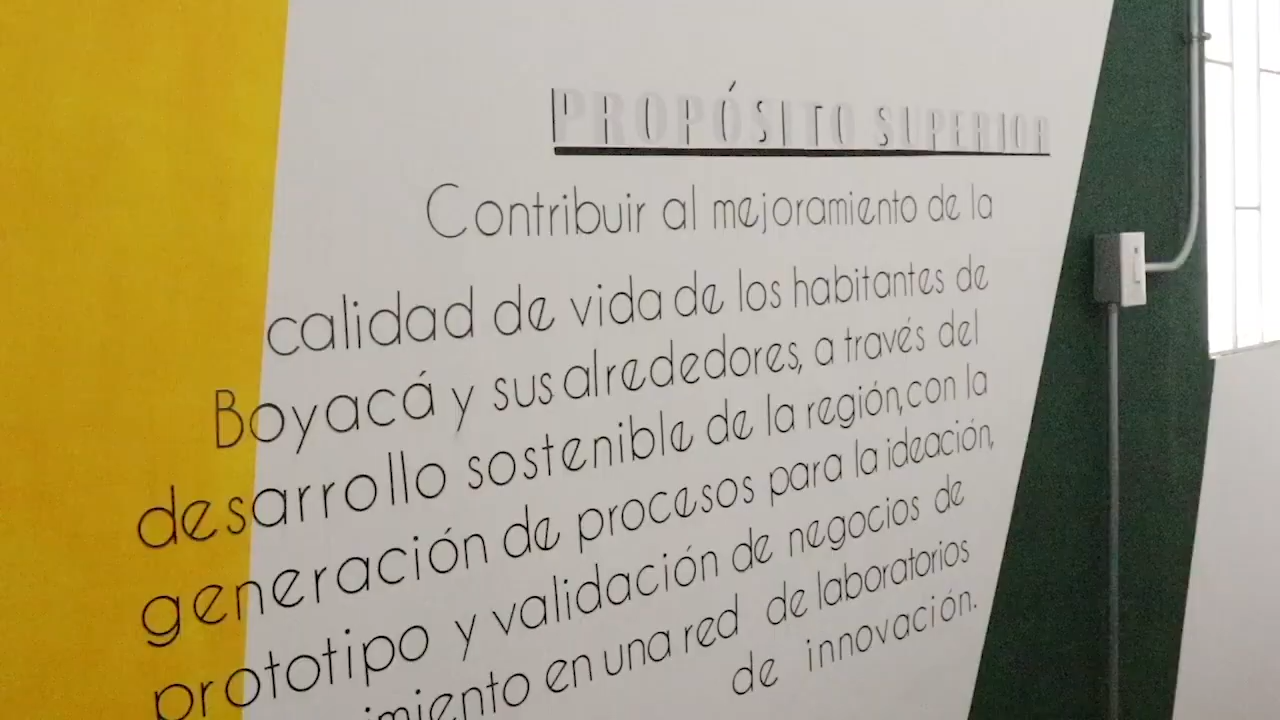 PROPÓSITO SUPERIOR
Contribuir al mejoramiento de la
calidad de vida de los habitantes de
Boyacá y sus alrededores, a través del
desarrollo sostenible de la región, con la
generación de procesos para la ideación,
prototipo y validación de negocios de
en una red de laboratorios
de innovación.